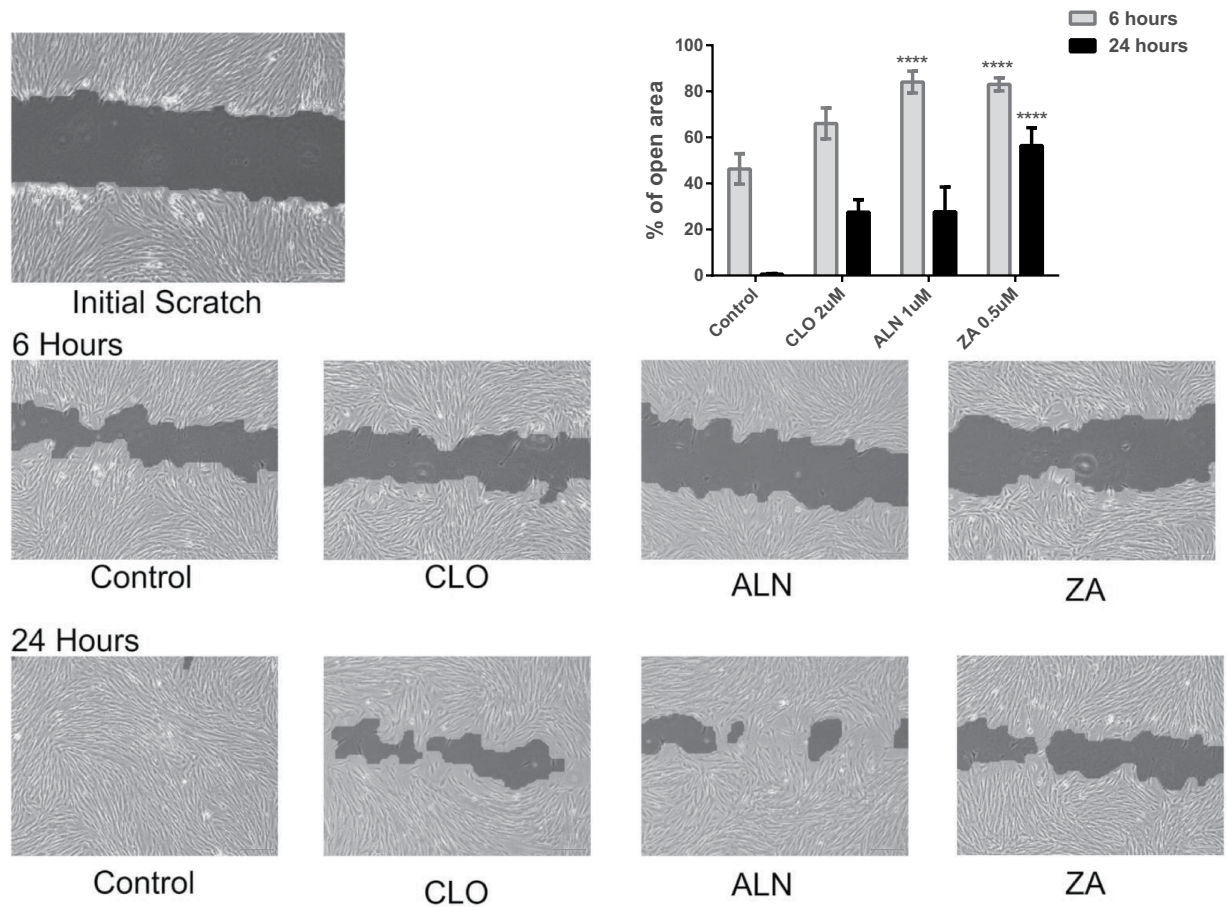 6 hours
24 hours
100
80
60
40
20
0
% of open area
****
****
****
Control
CLO 2uM
ALN 1uM
ZA 0.5uM
Initial Scratch
6 Hours
Control
CLO
ALN
ZA
24 Hours
Control
CLO
ALN
ZA